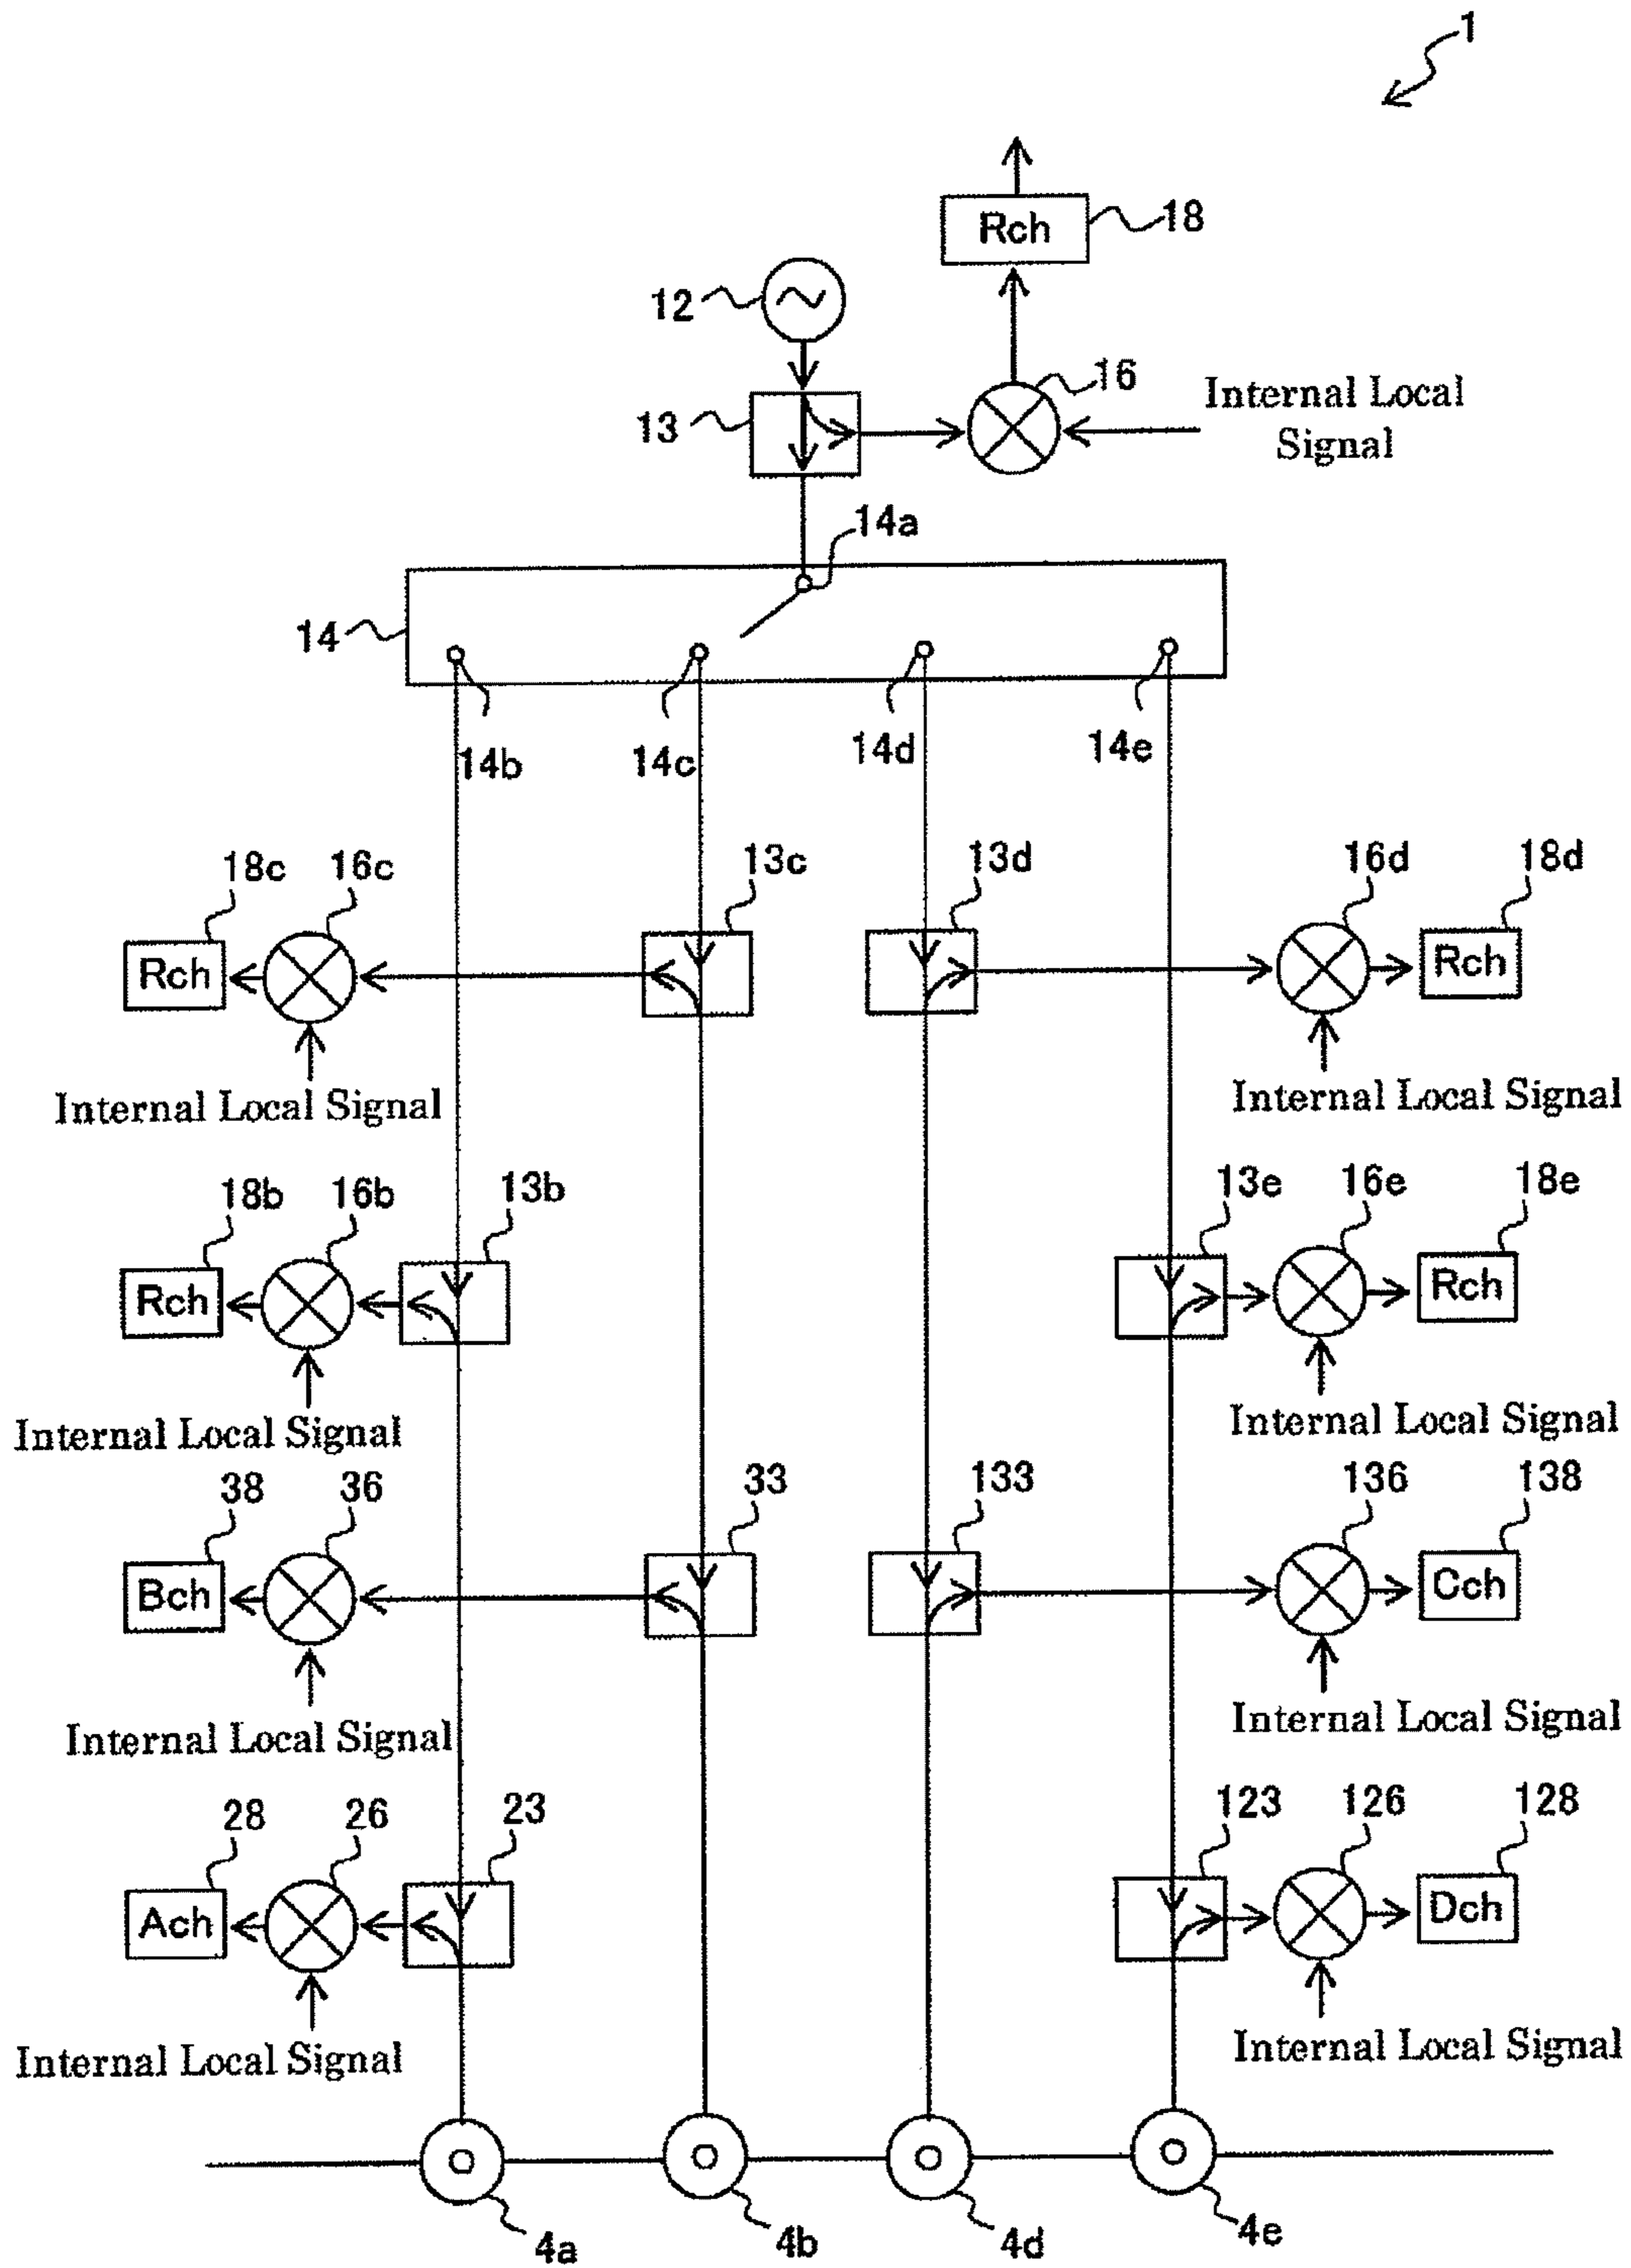 1
Rch
18
12
16
Internal Local
Signal
13
14a
14
14b
14c
14d
14e
18c
16c
13c
13d
16d
18d
Rch
Rch
Internal Local Signal
Internal Local Signal
18b
16b
13b
13e
16e
18e
Rch
Rch
Internal Local Signal
Internal Local Signal
38
36
33
133
136
138
Bch
Cch
Internal Local Signal
Internal Local Signal
28
26
23
123
126
128
Ach
Dch
Internal Local Signal
Internal Local Signal
4a
4b
4d
4e